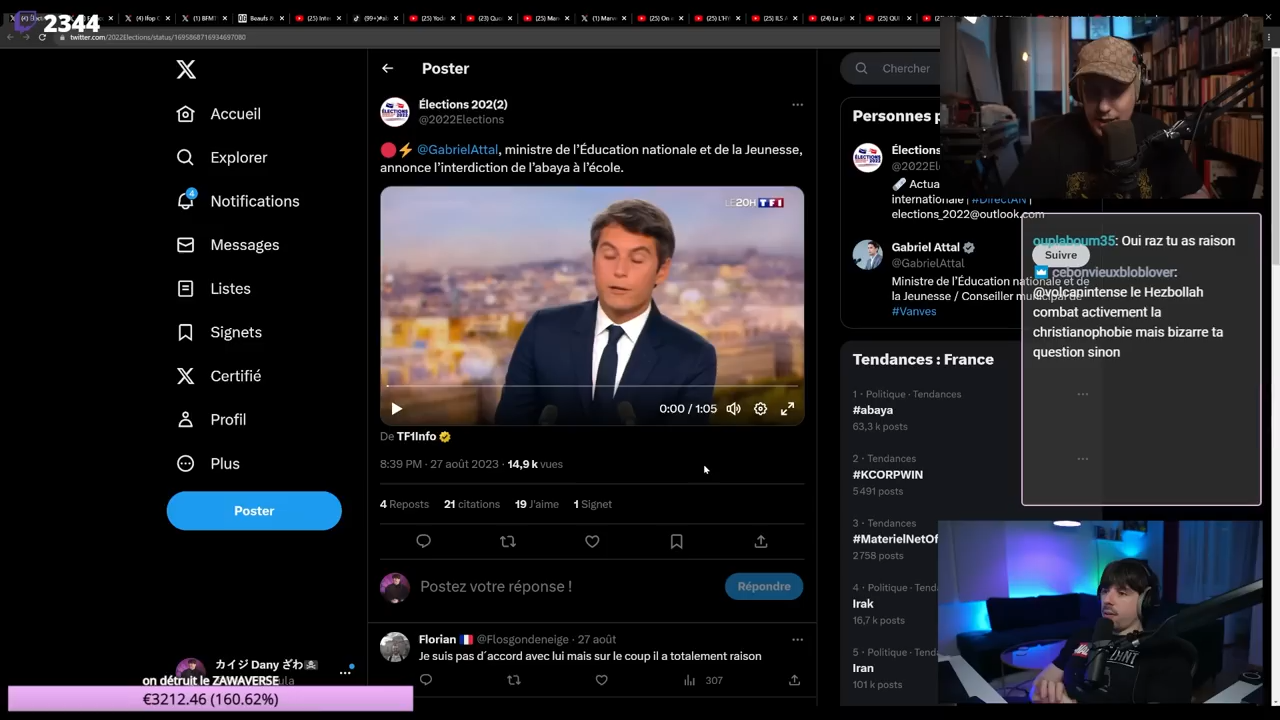 2344
twitter.com/2022Elections/status/1695868716934697080
Accueil
Explorer
4
Notifications
Messages
Listes
Signets
Certifié
Profil
Plus
Poster
カイジ Dany ざわ
on détruit le ZAWAVERSE
€3212.46 (160.62%)
Poster
Élections 202(2)
@2022Elections
@GabrielAttal, ministre de l'Éducation nationale et de la Jeunesse,
annonce l'interdiction de l'abaya à l'école.
LE20H TF1
0:00 / 1:05
De TF1Info
8:39 PM · 27 août 2023 · 14,9 k vues
4 Reposts 21 citations 19 J'aime 1 Signet
Postez votre réponse !
Répondre
Florian @Flosgondeneige · 27 août
Je suis pas d´accord avec lui mais sur le coup il a totalement raison
307
Chercher
Personnes
Élections
@2022El
Actua
internationale | #DirectAN |
elections_2022@outlook.com
Gabriel Attal
@GabrielAttal
Suivre
Ministre de l'Éducation nationale et de
la Jeunesse / Conseiller municipal de
#Vanves
Tendances : France
1 · Politique · Tendances
#abaya
63,3 k posts
2 · Tendances
#KCORPWIN
5 491 posts
3 · Tendances
#MaterielNetOf
2 758 posts
4 · Politique · Tend
Irak
16,7 k posts
5 · Politique · Tend
Iran
101 k posts
ouplaboum35: Oui raz tu as raison
cebonvieuxbloblover:
@volcanintense le Hezbollah
combat activement la
christianophobie mais bizarre ta
question sinon